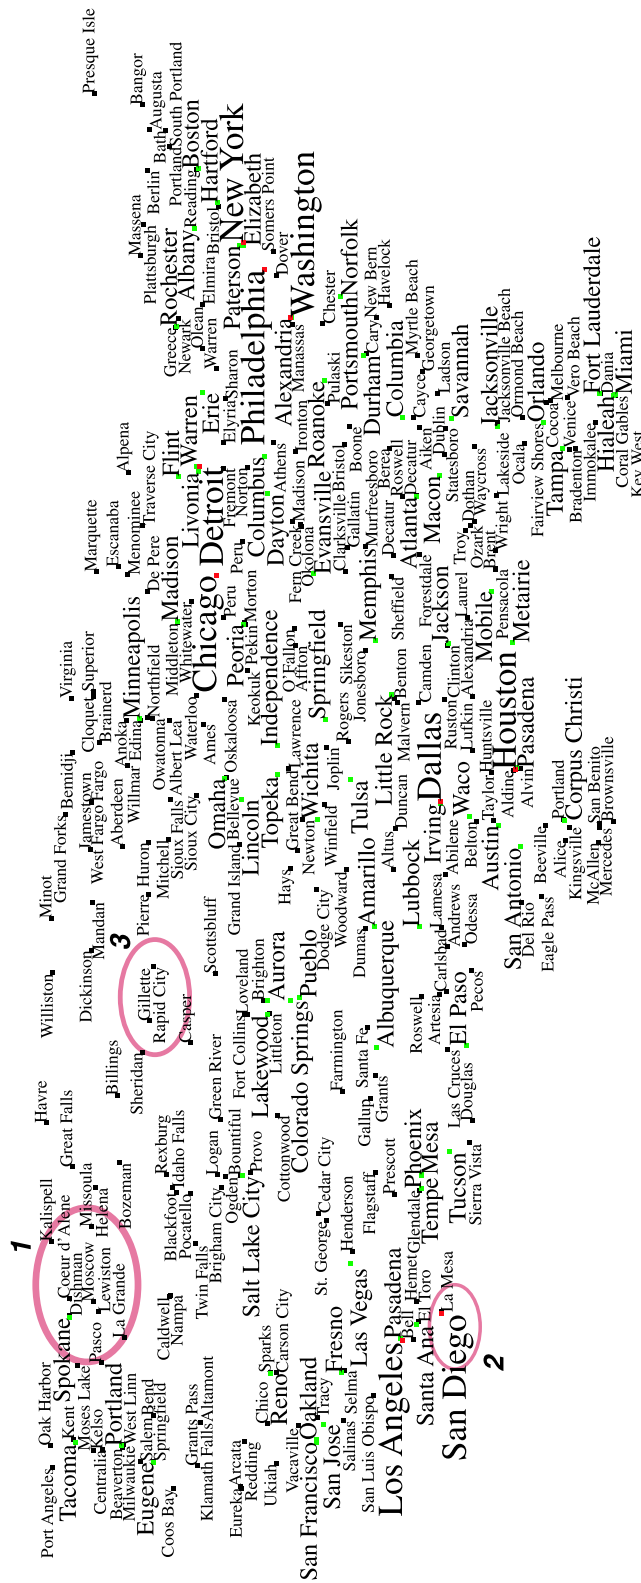 1
Port Angeles
Oak Harbor
Kalispell
Havre
Williston
Minot
Grand Forks
Bemidji
Virginia
Marquette
Presque Isle
Tacoma
Kent
Spokane
Coeur d' Alene
Great Falls
Dickinson
Mandan
Jamestown
West Fargo
Fargo
Cloquet
Superior
Brainerd
Escanaba
Moses Lake
Dishman
Moscow
Missoula
Centralia
Kelso
Pasco
Lewiston
Helena
Billings
Aberdeen
Anoka
Menonpinee
Alpena
Beaverton
Portland
La Grande
Bozeman
3
Willmar
Edina
Minneapolis
Traverse City
Massena
Bangor
Milwaukie
West Linn
Sheridan
Gillette
Pierre
Huron
Northfield
De Pere
Plattsburgh
Berlin
Augusta
Bath
Eugene
Salem
Bend
Springfield
Rapid City
Mitchell
Owatonna
Albert Lea
Middleton
Madison
Flint
Greece
Rochester
Portland
South Portland
Coos Bay
Caldwell
Nampa
Blackfoot
Pocatello
Rexburg
Idaho Falls
Casper
Sioux Falls
Sioux City
Waterloo
Whitewater
Livonia
Warren
Newark
Olean
Albany
Reading
Boston
Klamath Falls
Grants Pass
Altamont
Twin Falls
Brigham City
Logan
Green River
Scottsbluff
Ames
Chicago
Detroit
Erie
Warren
Elmira
Bristol
Hartford
Eureka
Arcata
Redding
Ogden
Bountiful
Fort Collins
Loveland
Grand Island
Omaha
Bellevue
Oskaloosa
Peoria
Peru
Peru
Fremont
Norton
Elyria
Sharon
Paterson
New York
Ukiah
Chico
Sparks
Salt Lake City
Provo
Lakewood
Brighton
Lincoln
Keokuk
Pekin
Morton
Columbus
Philadelphia
Elizabeth
Somers Point
Vacaville
Reno
Carson City
Cottonwood
Littleton
Aurora
Hays
Topeka
Independence
Dayton
Athens
Alexandria
Dover
San Francisco
Oakland
Colorado Springs
Pueblo
Great Bend
Lawrence
O'Fallon
Affton
Fern Creek
Madison
Ironton
Manassas
Washington
San Jose
Tracy
Fresno
St. George
Cedar City
Dodge City
Newton
Wichita
Springfield
Okolona
Evansville
Roanoke
Pulaski
Chester
Salinas
Selma
Las Vegas
Henderson
Farmington
Woodward
Winfield
Joplin
Rogers
Sikeston
Clarksville
Bristol
Gallatin
Boone
Portsmouth
Norfolk
San Luis Obispo
Gallup
Santa Fe
Dumas
Amarillo
Tulsa
Jonesboro
Memphis
Murfreesboro
Durham
Cary
New Bern
Havelock
Los Angeles
Pasadena
Bell
Flagstaff
Prescott
Grants
Albuquerque
Altus
Duncan
Little Rock
Malvern
Benton
Sheffield
Decatur
Berea
Roswell
Columbia
Hemet
Glendale
Phoenix
Roswell
Lubbock
Decatur
Atlanta
Cayce
Myrtle Beach
Santa Ana
El Toro
Tempe
Mesa
Artesia
Carlsbad
Lamesa
Irving
Dallas
Camden
Forestdale
Jackson
Macon
Aiken
Dublin
Georgetown
Ladson
San Diego
La Mesa
Las Cruces
El Paso
Andrews
Odessa
Abilene
Waco
Ruston
Clinton
Laurel
Troy
Dothan
Statesboro
Savannah
2
Tucson
Sierra Vista
Douglas
Pecos
Belton
Lufkin
Alexandria
Mobile
Ozark
Brent
Waycross
Austin
Taylor
Huntsville
Houston
Pensacola
Wright
Lakeside
Jacksonville
Jacksonville Beach
San Antonio
Del Rio
Aldine
Alvin
Pasadena
Metairie
Ocala
Ormond Beach
Eagle Pass
Beeville
Portland
Fairview Shores
Orlando
Tampa
Cocoa
Melbourne
Alice
Kingsville
Corpus Christi
Bradenton
Venice
Vero Beach
McAllen
San Benito
Immokalee
Fort Lauderdale
Mercedes
Brownsville
Hialeah
Dania
Coral Gables
Miami
Key West